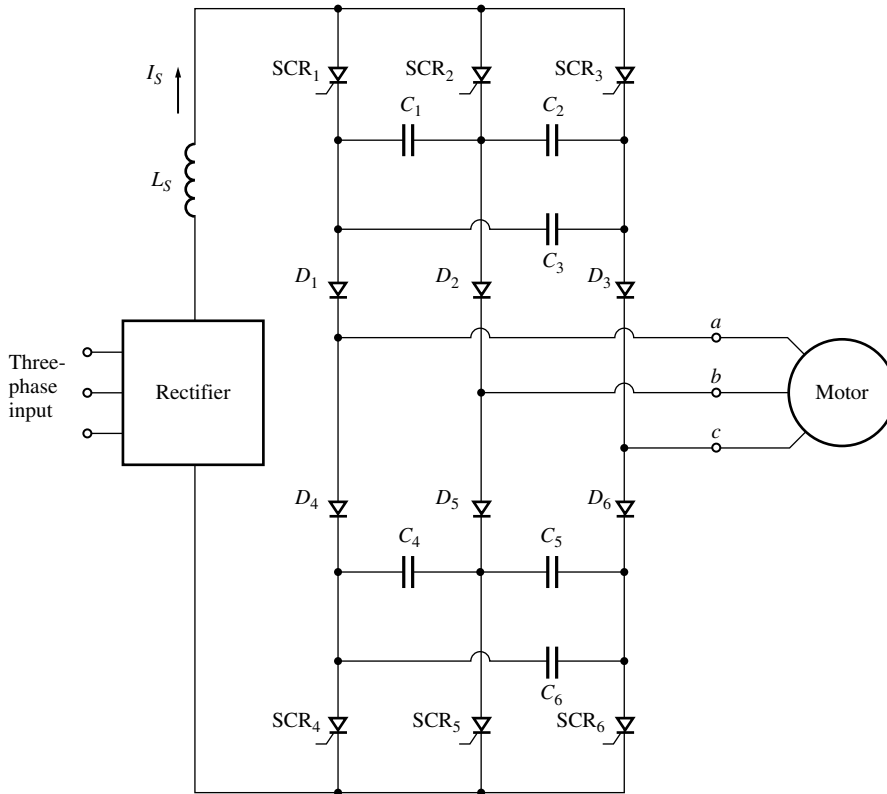 SCR1
SCR2
SCR3
IS
C1
C2
LS
C3
D1
D2
D3
a
Three-
phase
input
Rectifier
b
Motor
c
D4
D5
D6
C4
C5
C6
SCR4
SCR5
SCR6